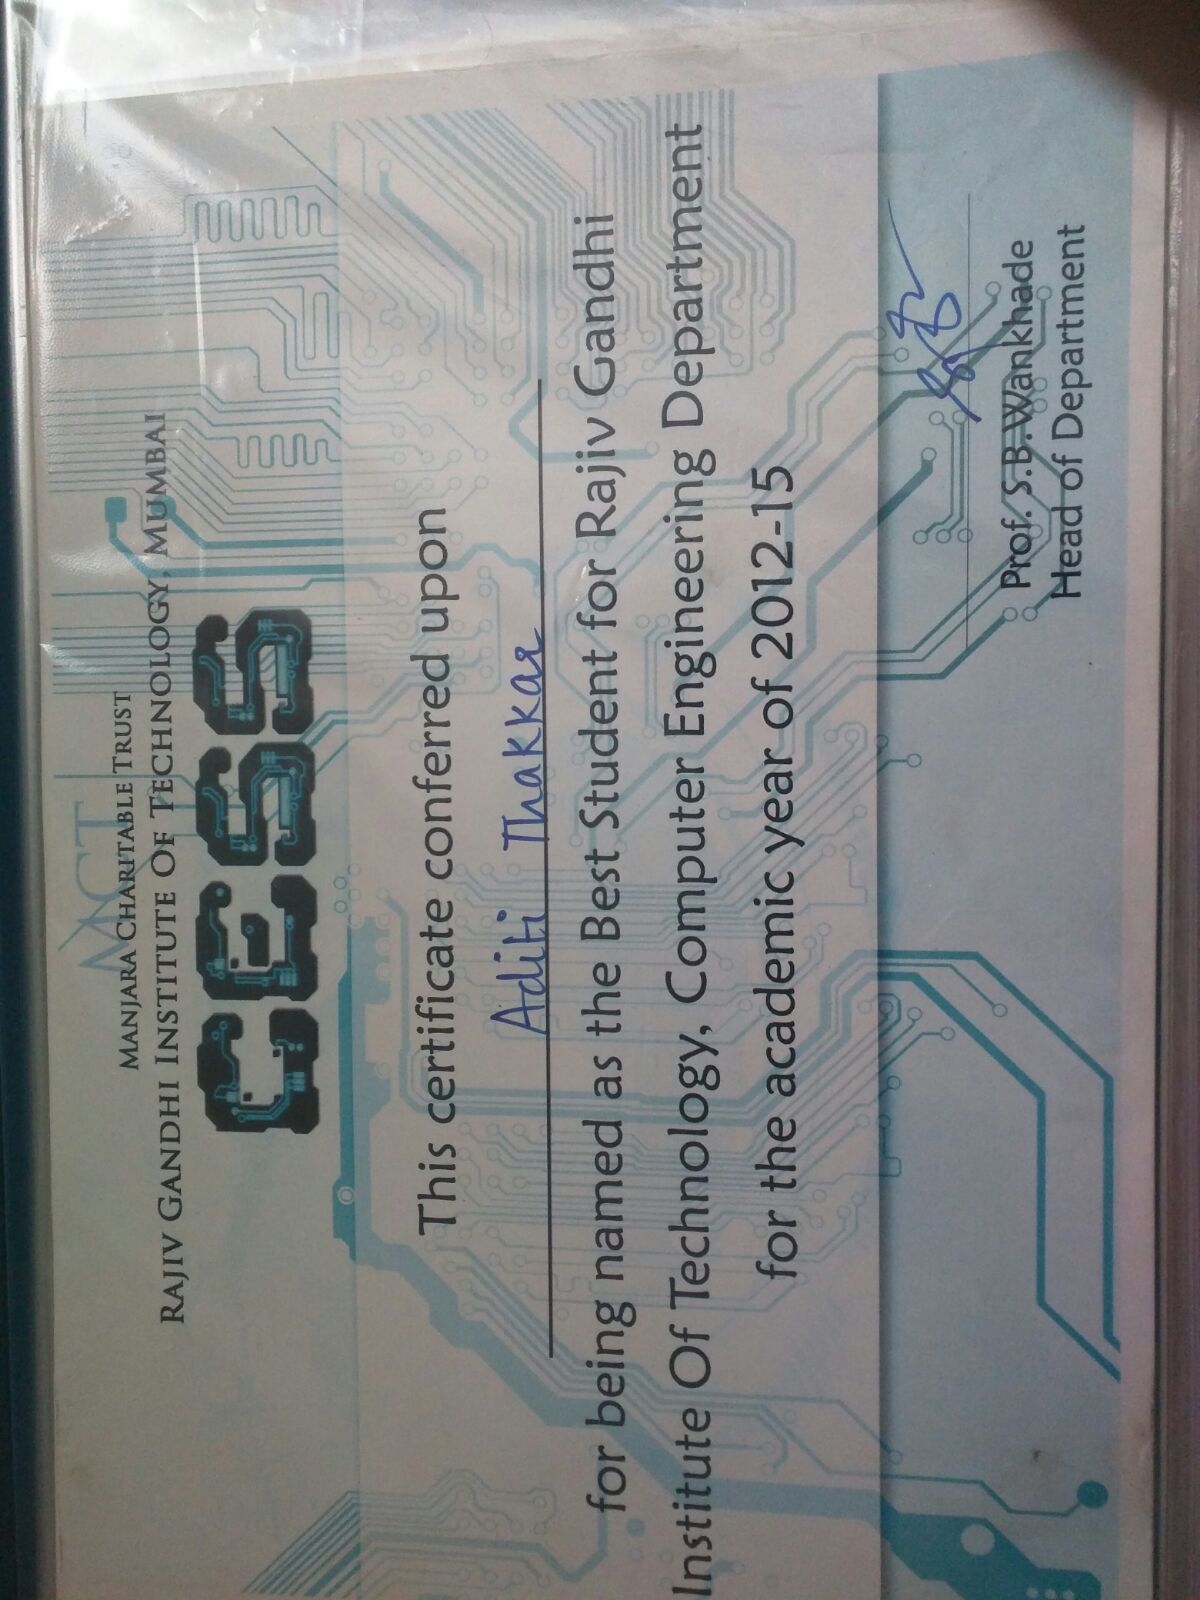 MCT
MANJARA CHARITABLE TRUST
RAJIV GANDHI INSTITUTE OF TECHNOLOGY, MUMBAI
CESS
This certificate conferred upon
Aditi Thakkar
for being named as the Best Student for Rajiv Gandhi
Institute Of Technology, Computer Engineering Department
for the academic year of 2012-15
Prof. S.B.Wankhade
Head of Department